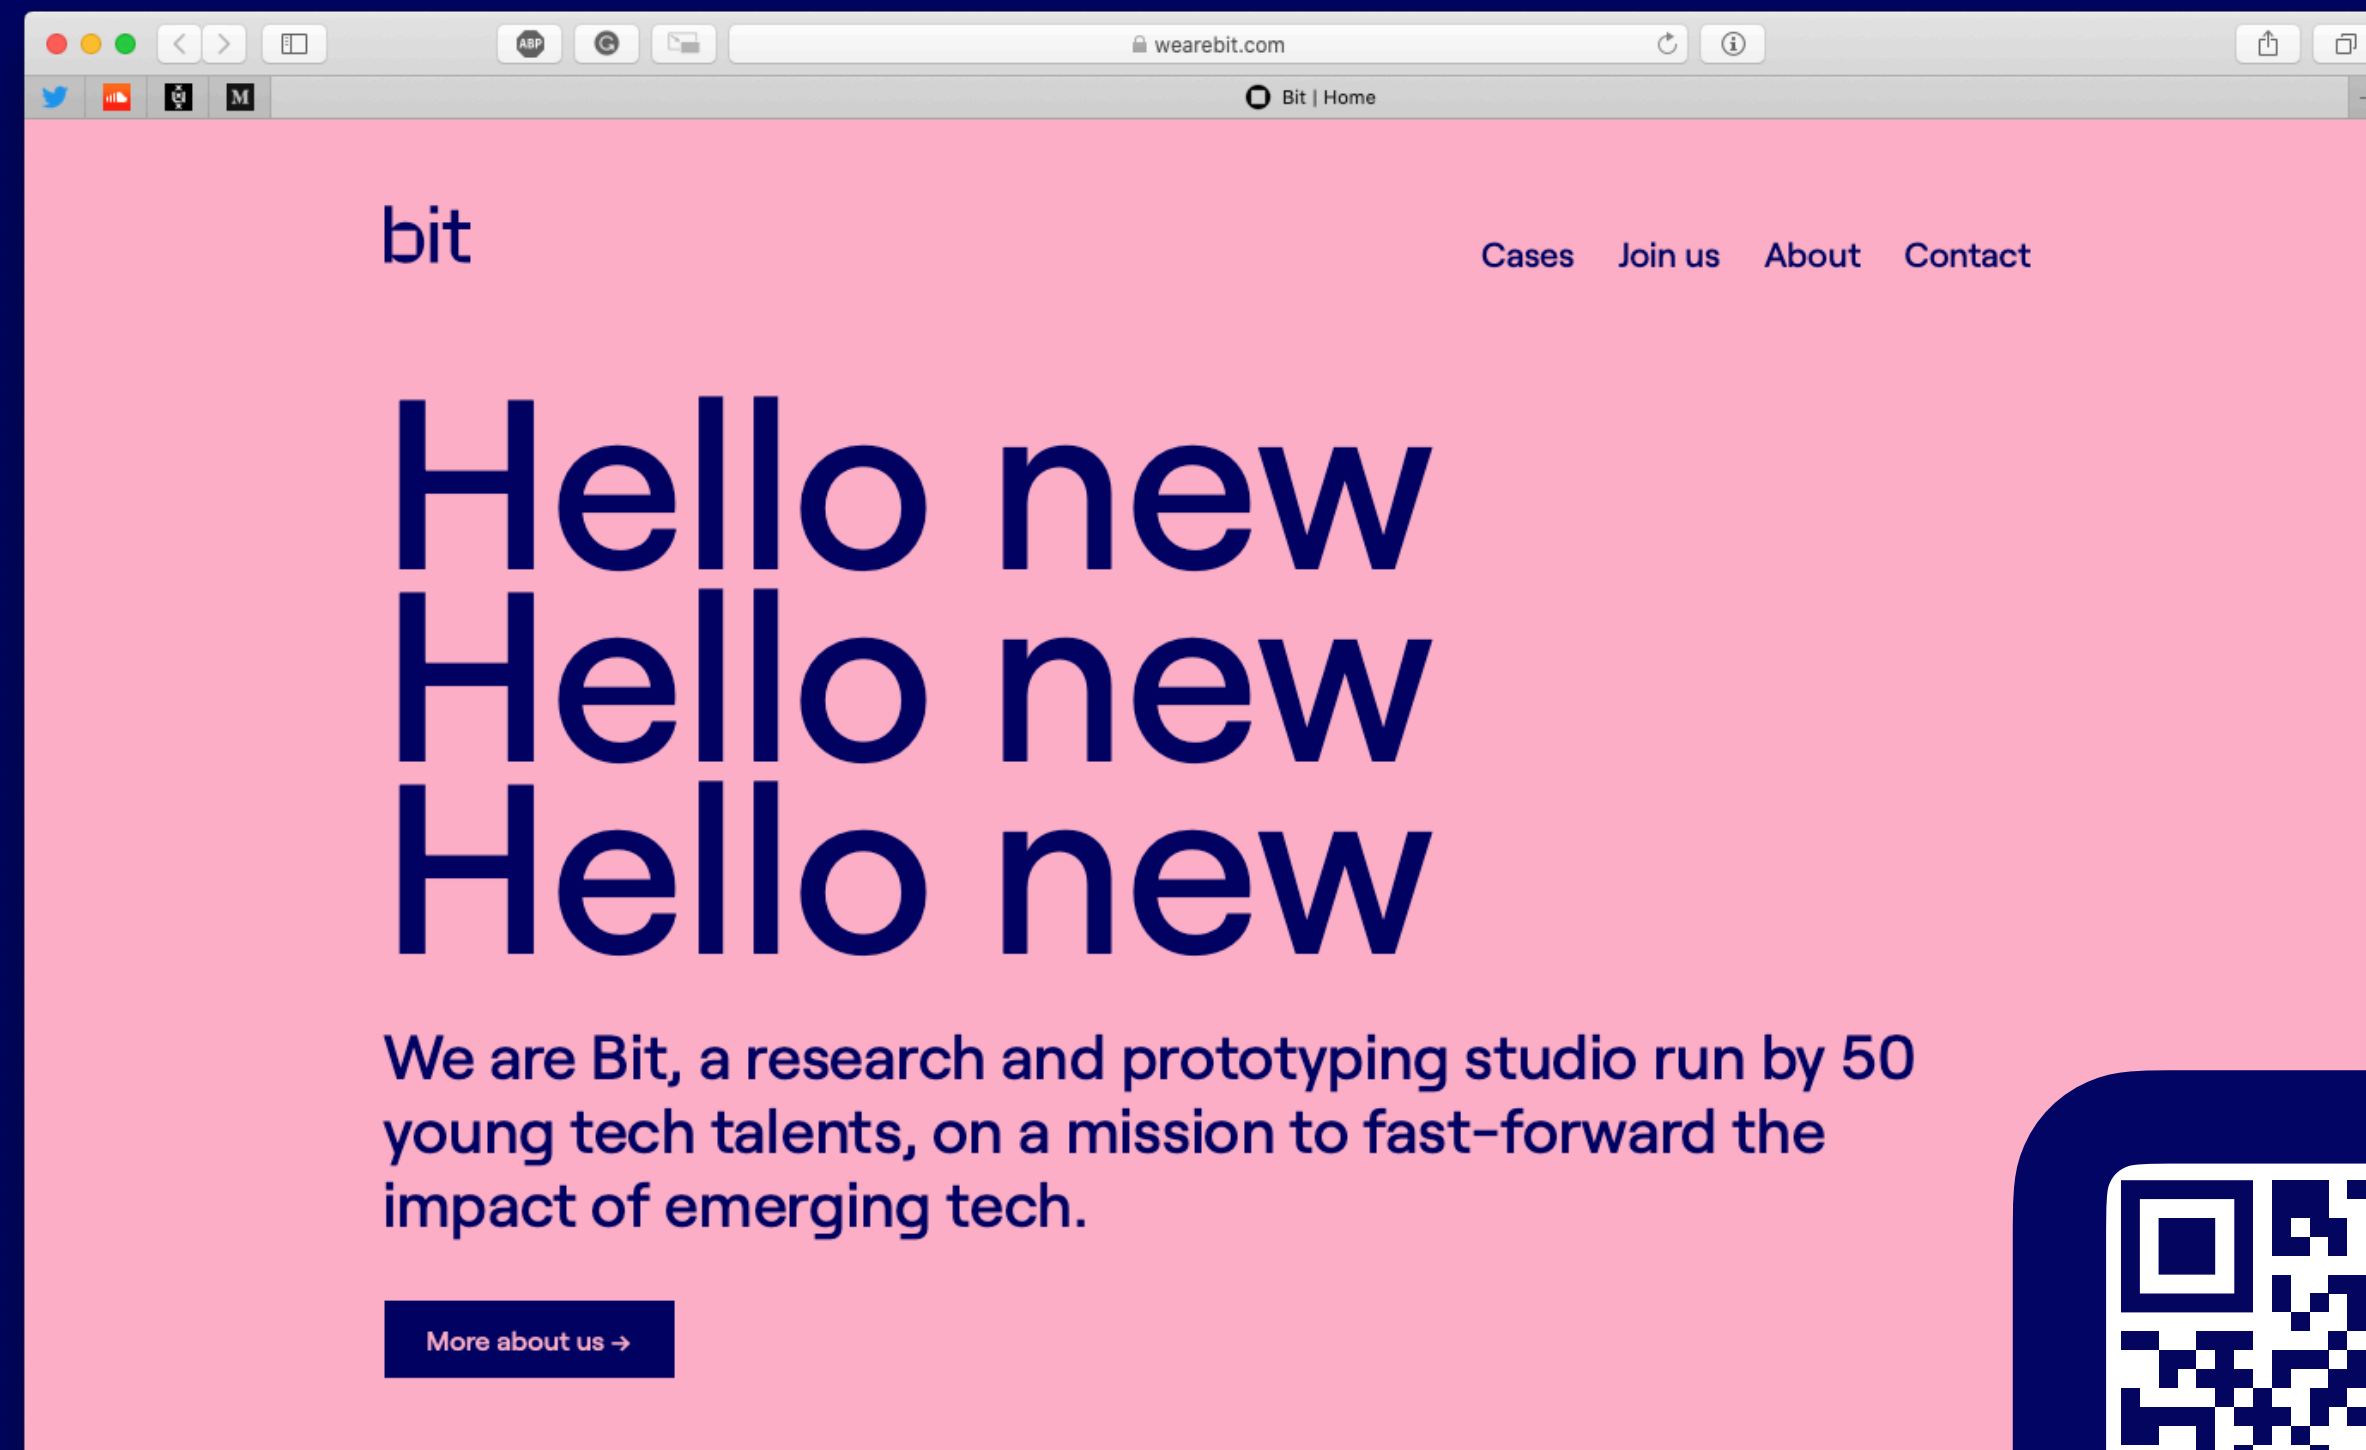 ABP
wearebit.com
M
Bit | Home
bit
Cases Join us About Contact
Hello new
Hello new
Hello new
We are Bit, a research and prototyping studio run by 50
young tech talents, on a mission to fast-forward the
impact of emerging tech.
More about us →